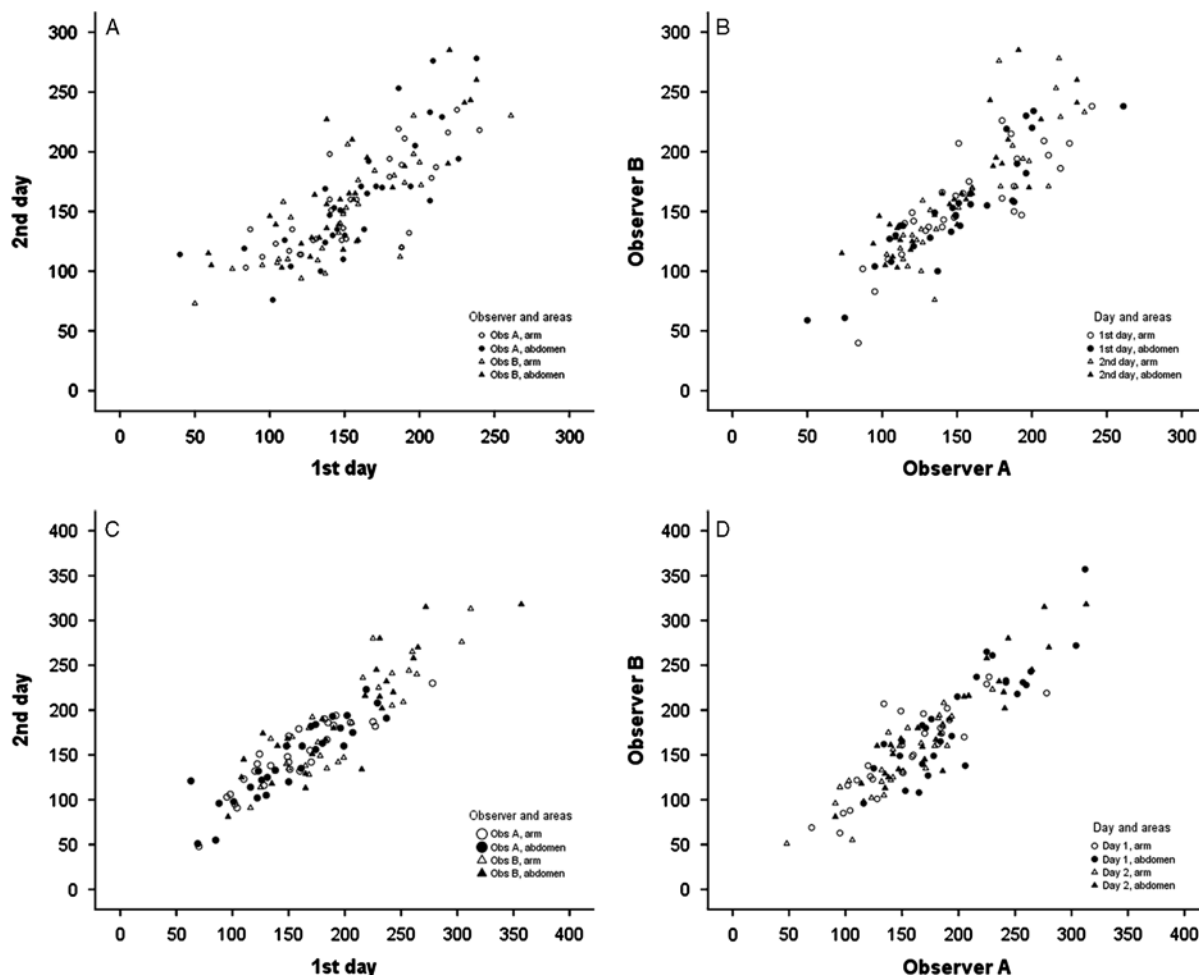 A
300
250
200
150
100
50
0
2nd day
Observer and areas
Obs A, arm
Obs A, abdomen
Obs B, arm
Obs B, abdomen
0 50 100 150 200 250 300
1st day
B
300
250
200
150
100
50
0
Observer B
Day and areas
1st day, arm
1st day, abdomen
2nd day, arm
2nd day, abdomen
0 50 100 150 200 250 300
Observer A
C
400
350
300
250
200
150
100
50
0
2nd day
Observer and areas
Obs A, arm
Obs A, abdomen
Obs B, arm
Obs B, abdomen
0 50 100 150 200 250 300 350 400
1st day
D
400
350
300
250
200
150
100
50
0
Observer B
Day and areas
Day 1, arm
Day 1, abdomen
Day 2, arm
Day 2, abdomen
0 50 100 150 200 250 300 350 400
Observer A